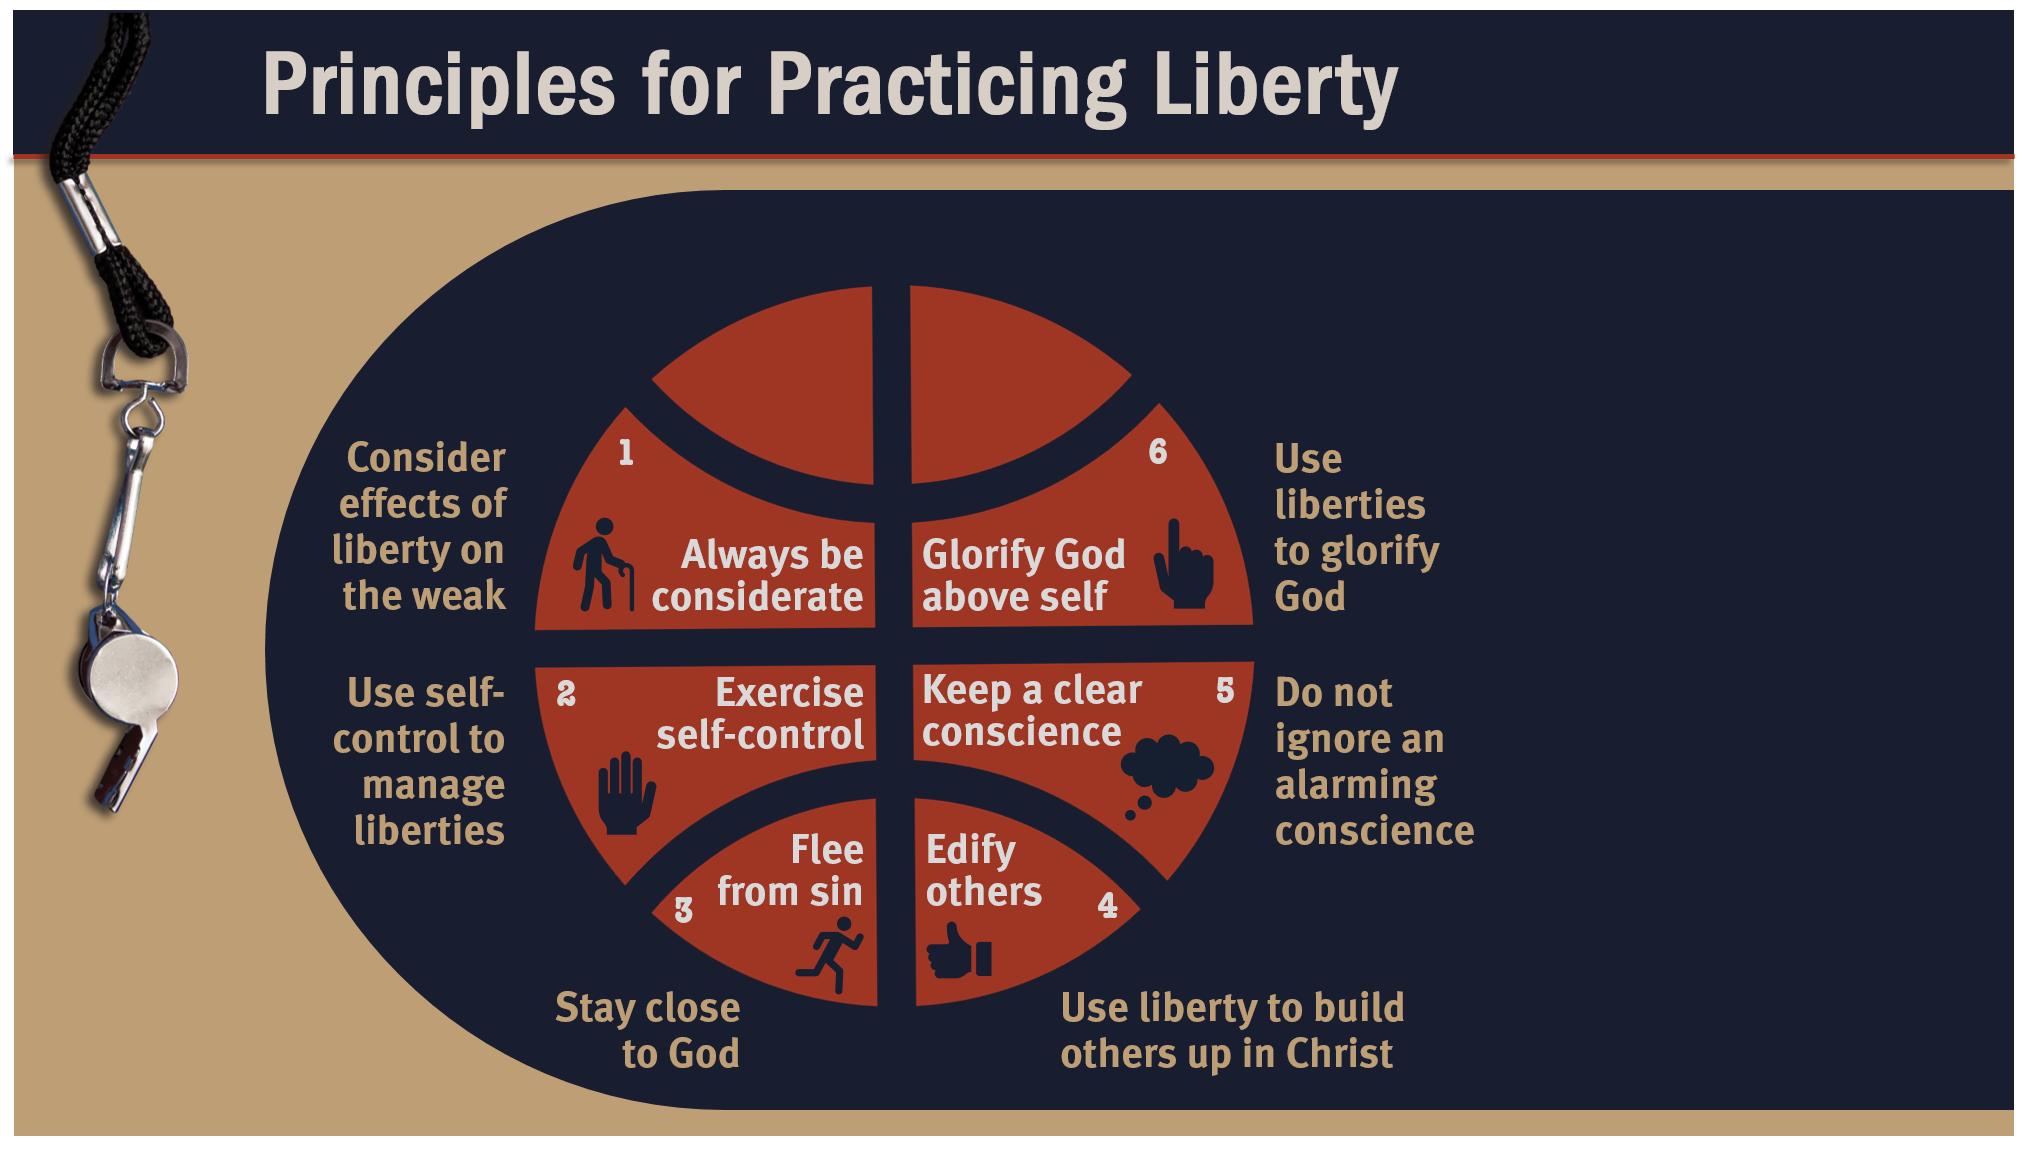 Principles for Practicing Liberty
Consider
effects of
liberty on
the weak
1
Always be
considerate
6
Glorify God
above self
Use
liberties
to glorify
God
Use self-
control to
manage
liberties
2
Exercise
self-control
Keep a clear
conscience
5
Do not
ignore an
alarming
conscience
Flee
from sin
3
Edify
others
4
Stay close
to God
Use liberty to build
others up in Christ